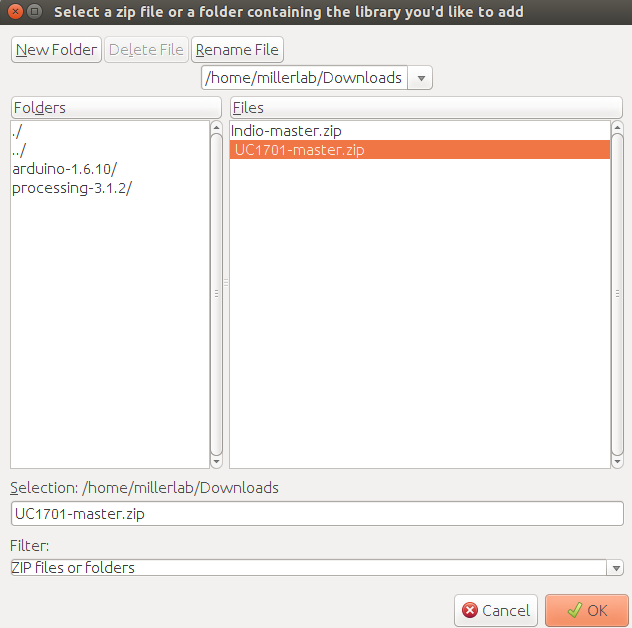 Select a zip file or a folder containing the library you'd like to add
New Folder Delete File Rename File
/home/millerlab/Downloads
Folders Files
./
../
arduino-1.6.10/
processing-3.1.2/
Indio-master.zip
UC1701-master.zip
Selection: /home/millerlab/Downloads
UC1701-master.zip
Filter:
ZIP files or folders
Cancel OK